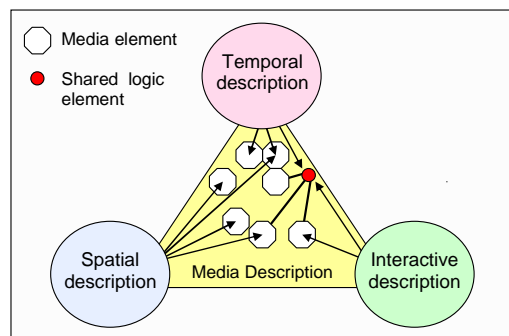 Media element
Shared logic
element
Temporal
description
Spatial
description
Media Description
Interactive
description